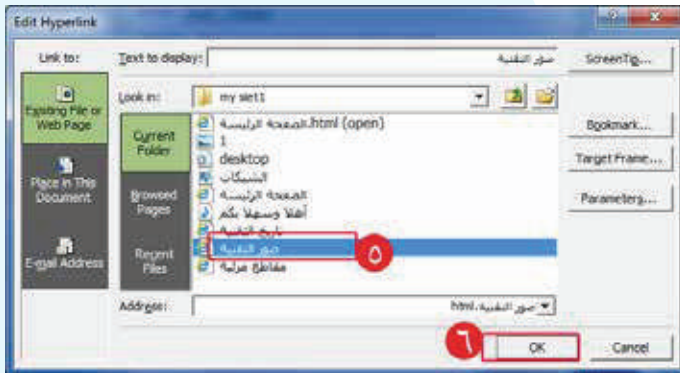 Edit Hyperlink
Link to:
Text to display:
صور التقنية
ScreenTip...
Existing File or
Web Page
Look in:
my siet1
Current
Folder
الصفحة الرئيسة.html (open)
1
desktop
الشبكات
الصفحة الرئيسة
أهلا وسهلا بكم
تاريخ التقنية
صور التقنية
مقاطع مرئية
Bookmark...
Target Frame...
Parameters...
Place in This
Document
Browsed
Pages
Recent
Files
E-mail Address
٥
Address:
صور التقنية.html
٦
OK
Cancel